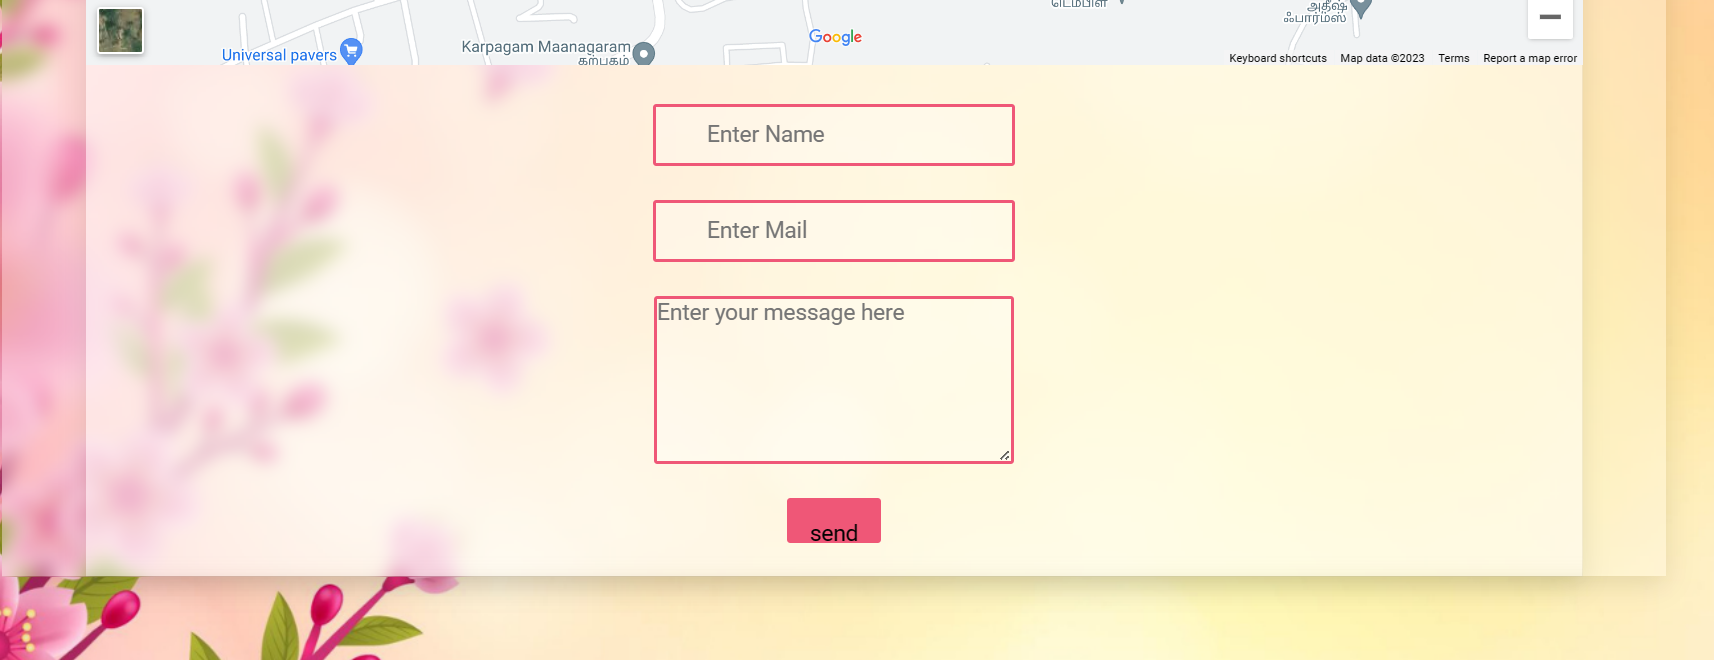 டெம்பிள்
அதீஷ்
ஃபார்ம்ஸ்
Universal pavers
Karpagam Maanagaram
கற்பகம்
Google
Keyboard shortcuts Map data ©2023 Terms Report a map error
Enter Name
Enter Mail
Enter your message here
send